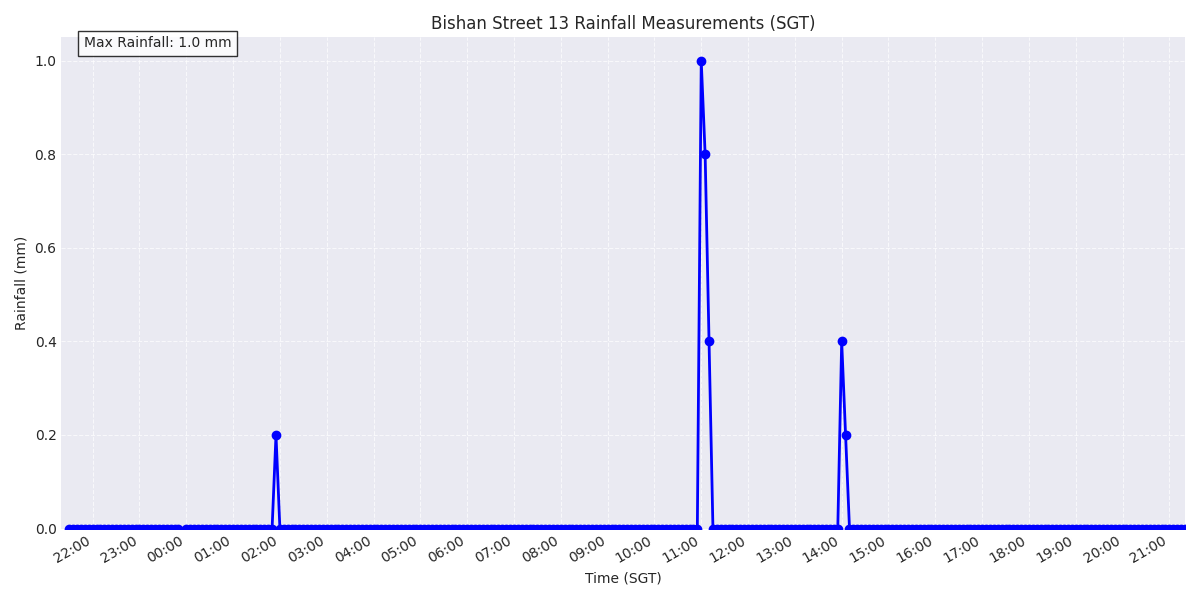 Bishan Street 13 Rainfall Measurements (SGT)
Max Rainfall: 1.0 mm
1.0
0.8
0.6
0.4
0.2
0.0
Rainfall (mm)
22:00 23:00 00:00 01:00 02:00 03:00 04:00 05:00 06:00 07:00 08:00 09:00 10:00 11:00 12:00 13:00 14:00 15:00 16:00 17:00 18:00 19:00 20:00 21:00
Time (SGT)